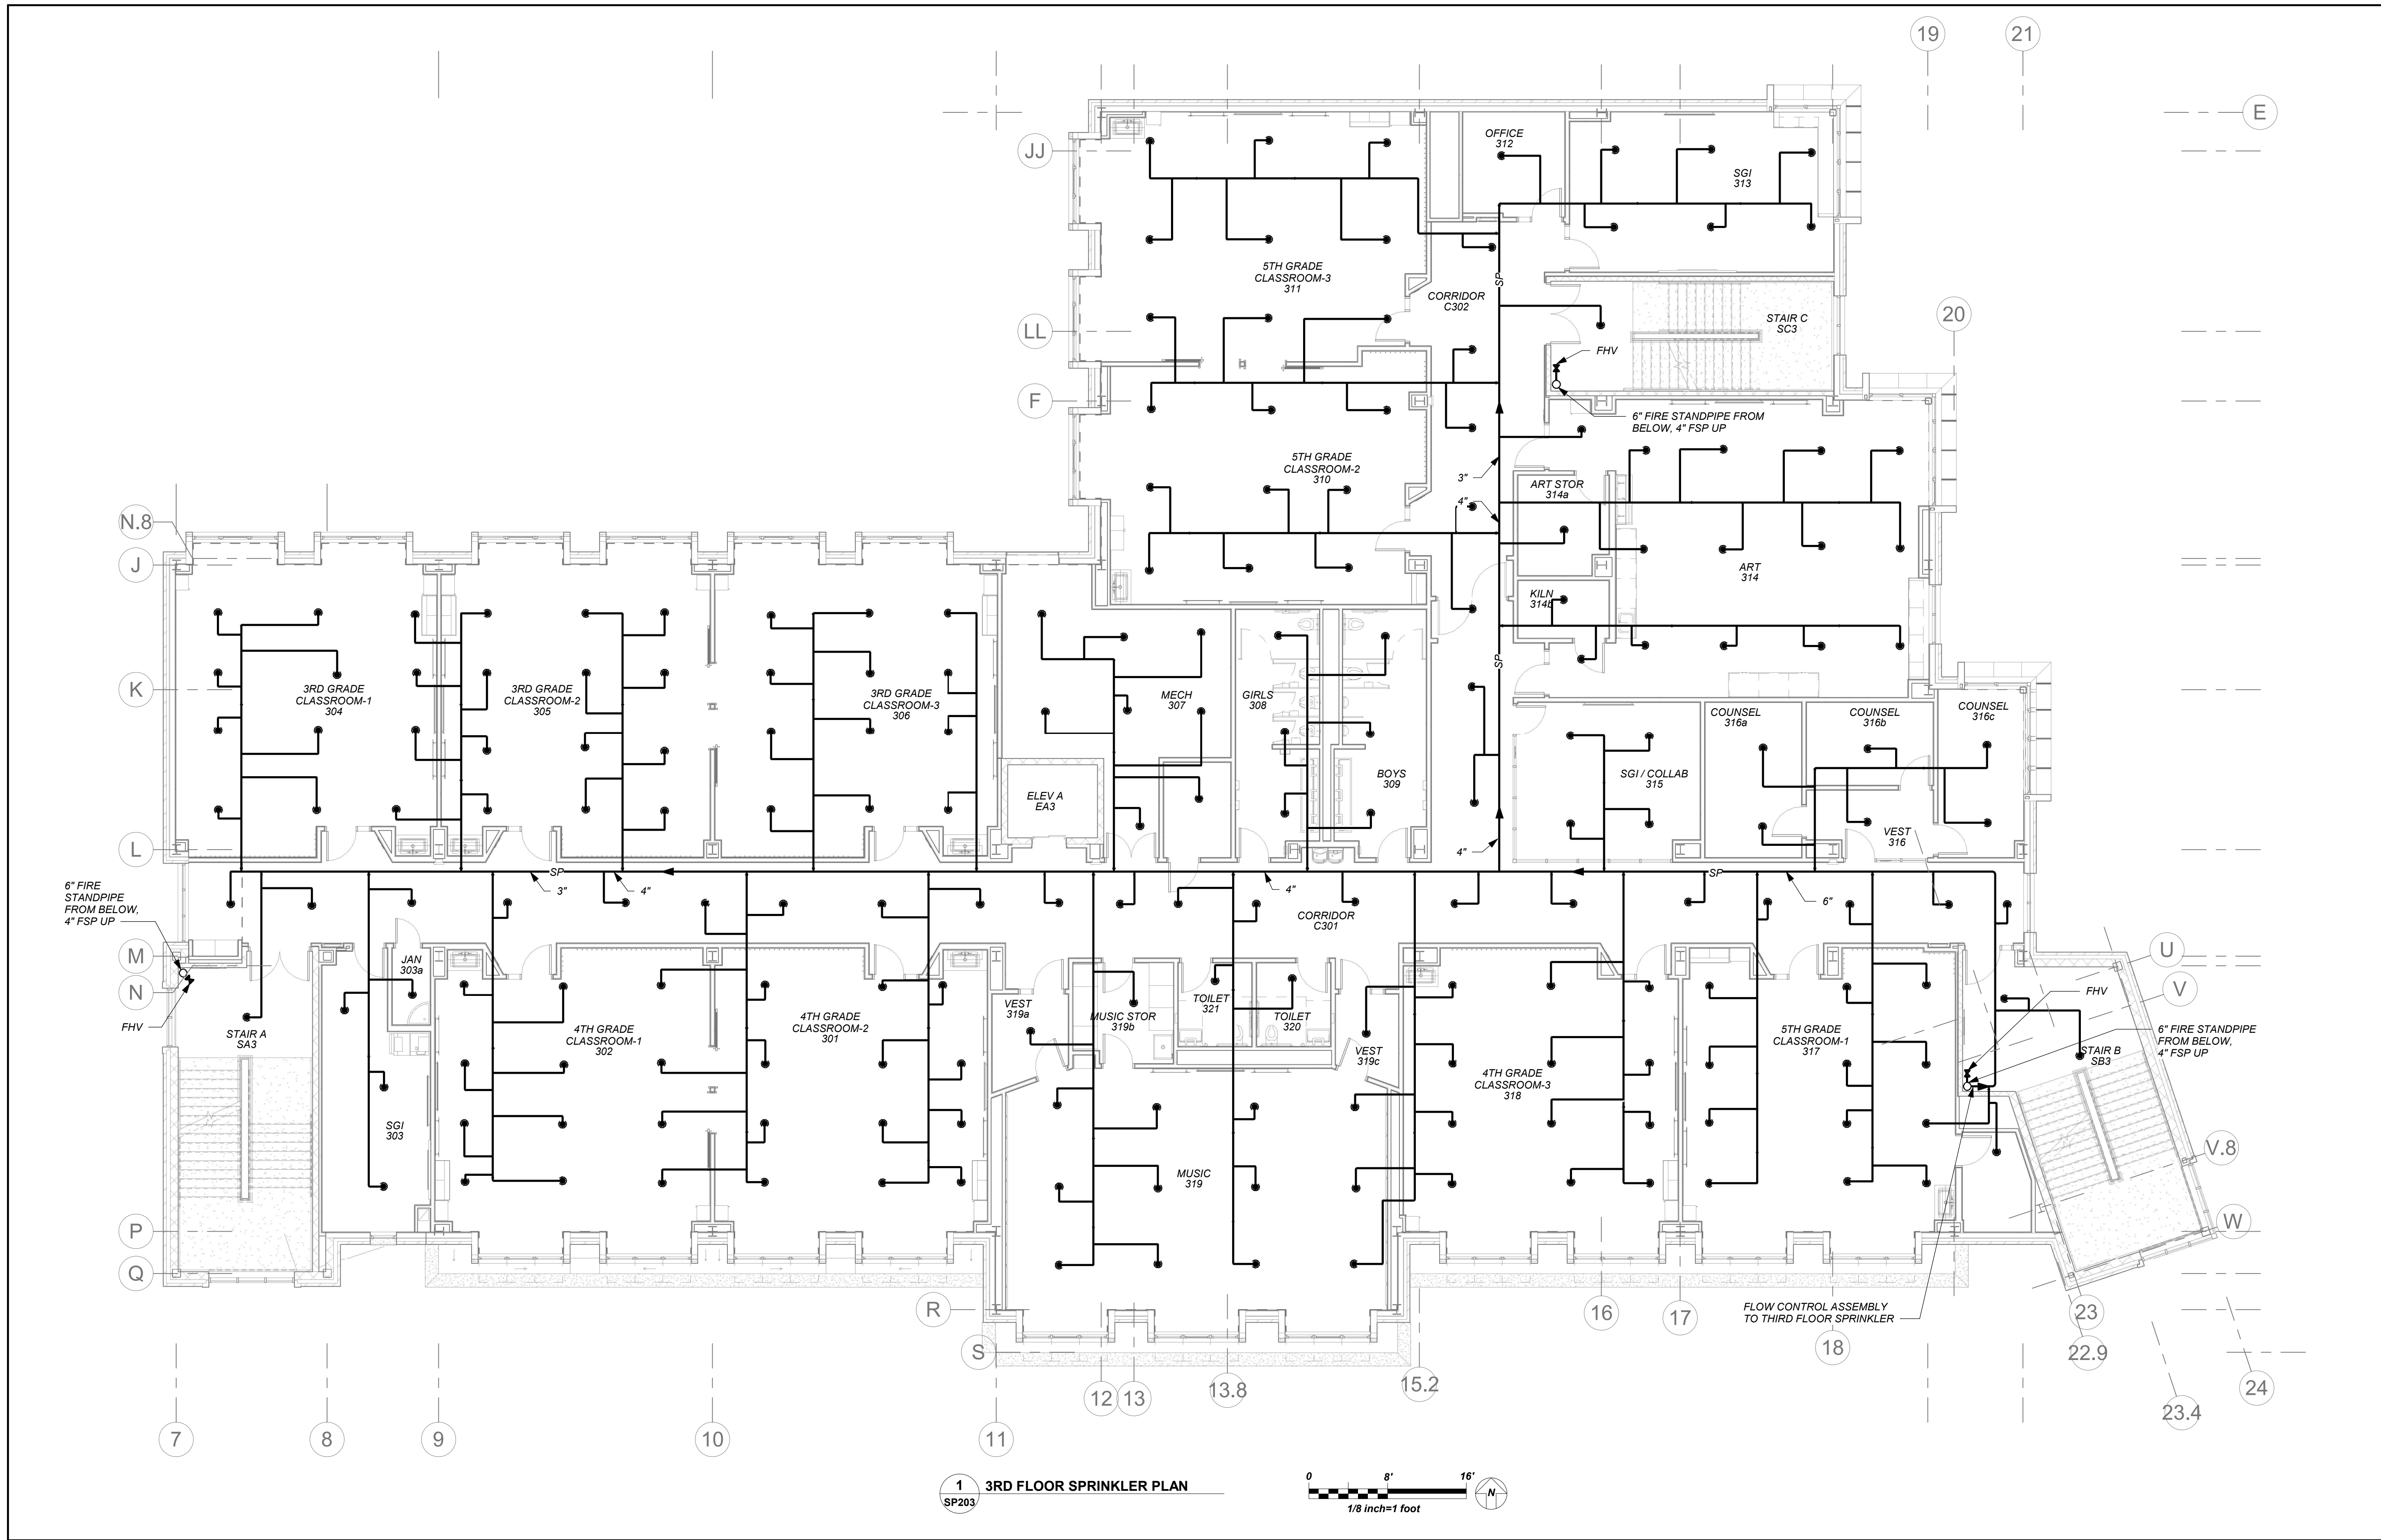 19
21
E
JJ
OFFICE
312
SGI
313
5TH GRADE
CLASSROOM-3
311
SP
CORRIDOR
C302
20
STAIR C
SC3
LL
FHV
F
6" FIRE STANDPIPE FROM
BELOW, 4" FSP UP
5TH GRADE
CLASSROOM-2
310
3"
ART STOR
314a
4"
N.8
J
ART
314
KILN
314b
SP
K
3RD GRADE
CLASSROOM-1
304
3RD GRADE
CLASSROOM-2
305
3RD GRADE
CLASSROOM-3
306
MECH
307
GIRLS
308
COUNSEL
316a
COUNSEL
316b
COUNSEL
316c
BOYS
309
SGI / COLLAB
315
ELEV A
EA3
VEST
316
L
4"
6" FIRE
STANDPIPE
FROM BELOW,
4" FSP UP
SP
3"
4"
4"
SP
6"
CORRIDOR
C301
M
N
JAN
303a
U
V
FHV
FHV
STAIR A
SA3
4TH GRADE
CLASSROOM-1
302
4TH GRADE
CLASSROOM-2
301
VEST
319a
MUSIC STOR
319b
TOILET
321
TOILET
320
VEST
319c
5TH GRADE
CLASSROOM-1
317
6" FIRE STANDPIPE
FROM BELOW,
4" FSP UP
STAIR B
SB3
4TH GRADE
CLASSROOM-3
318
SGI
303
MUSIC
319
V.8
P
W
Q
R
S
16
17
18
FLOW CONTROL ASSEMBLY
TO THIRD FLOOR SPRINKLER
23
22.9
24
23.4
12
13
13.8
15.2
7
8
9
10
11
1
SP203
3RD FLOOR SPRINKLER PLAN
0
8'
16'
1/8 inch=1 foot
N